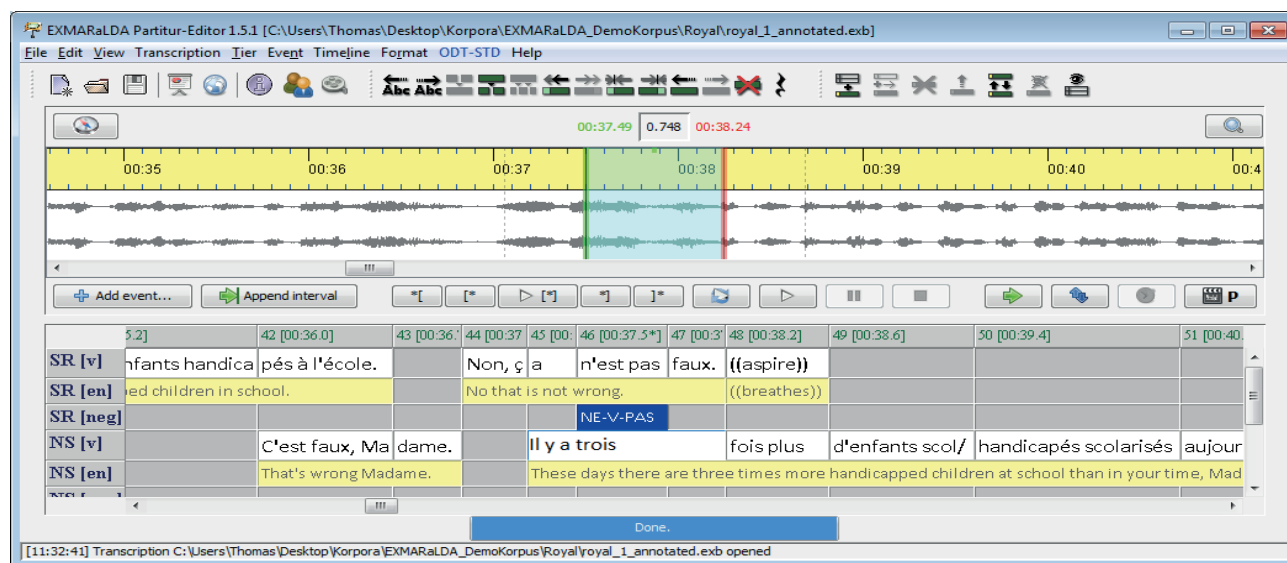 EXMARaLDA Partitur-Editor 1.5.1 [C:\Users\Thomas\Desktop\Korpora\EXMARaLDA_DemoKorpus\Royal\royal_1_annotated.exb]
File Edit View Transcription Tier Event Timeline Format ODT-STD Help
Abc Abc
00:37.49 0.748 00:38.24
00:35 00:36 00:37 00:38 00:39 00:40 00:4
Add event... Append interval *[ [* [*] *] ]* P
5.2] 42 [00:36.0] 43 [00:36. 44 [00:37 45 [00: 46 [00:37.5*] 47 [00:3 48 [00:38.2] 49 [00:38.6] 50 [00:39.4] 51 [00:40.
SR [v] nfants handica pés à l'école. Non, ç a n'est pas faux. ((aspire))
SR [en] ed children in school. No that is not wrong. ((breathes))
SR [neg] NE-V-PAS
NS [v] C'est faux, Ma dame. Il y a trois fois plus d'enfants scol/ handicapés scolarisés aujour
NS [en] That's wrong Madame. These days there are three times more handicapped children at school than in your time, Mad
Done.
[11:32:41] Transcription C:\Users\Thomas\Desktop\Korpora\EXMARaLDA_DemoKorpus\Royal\royal_1_annotated.exb opened